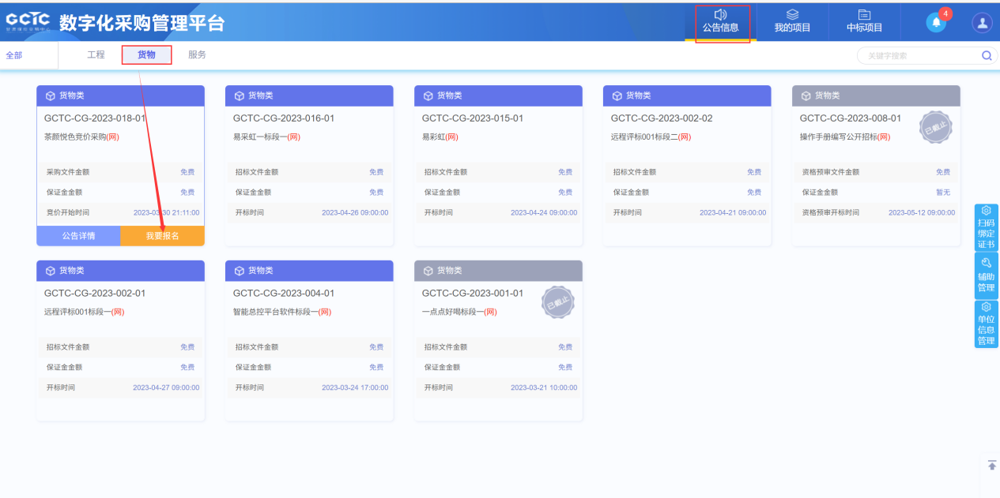 GCTC 数字化采购管理平台
公告信息
我的项目
中标项目
4
全部
工程
货物
服务
关键字搜索
货物类
GCTC-CG-2023-018-01
茶颜悦色竞价采购(网)
采购文件金额 免费
保证金金额 免费
竞价开始时间 2023-03-30 21:11:00
公告详情 我要报名
货物类
GCTC-CG-2023-016-01
易采虹一标段一(网)
招标文件金额 免费
保证金金额 免费
开标时间 2023-04-26 09:00:00
货物类
GCTC-CG-2023-015-01
易彩虹(网)
招标文件金额 免费
保证金金额 免费
开标时间 2023-04-24 09:00:00
货物类
GCTC-CG-2023-002-02
远程评标001标段二(网)
招标文件金额 免费
保证金金额 免费
开标时间 2023-04-21 09:00:00
货物类
GCTC-CG-2023-008-01
已截止
操作手册编写公开招标(网)
资格预审文件金额 免费
保证金金额 暂无
资格预审开标时间 2023-05-12 09:00:00
货物类
GCTC-CG-2023-002-01
远程评标001标段一(网)
招标文件金额 免费
保证金金额 免费
开标时间 2023-04-27 09:00:00
货物类
GCTC-CG-2023-004-01
智能总控平台软件标段一(网)
招标文件金额 免费
保证金金额 免费
开标时间 2023-03-24 17:00:00
货物类
GCTC-CG-2023-001-01
已截止
一点点好喝标段一(网)
招标文件金额 免费
保证金金额 免费
开标时间 2023-03-21 10:00:00
扫码
绑定
证书
辅助
管理
单位
信息
管理